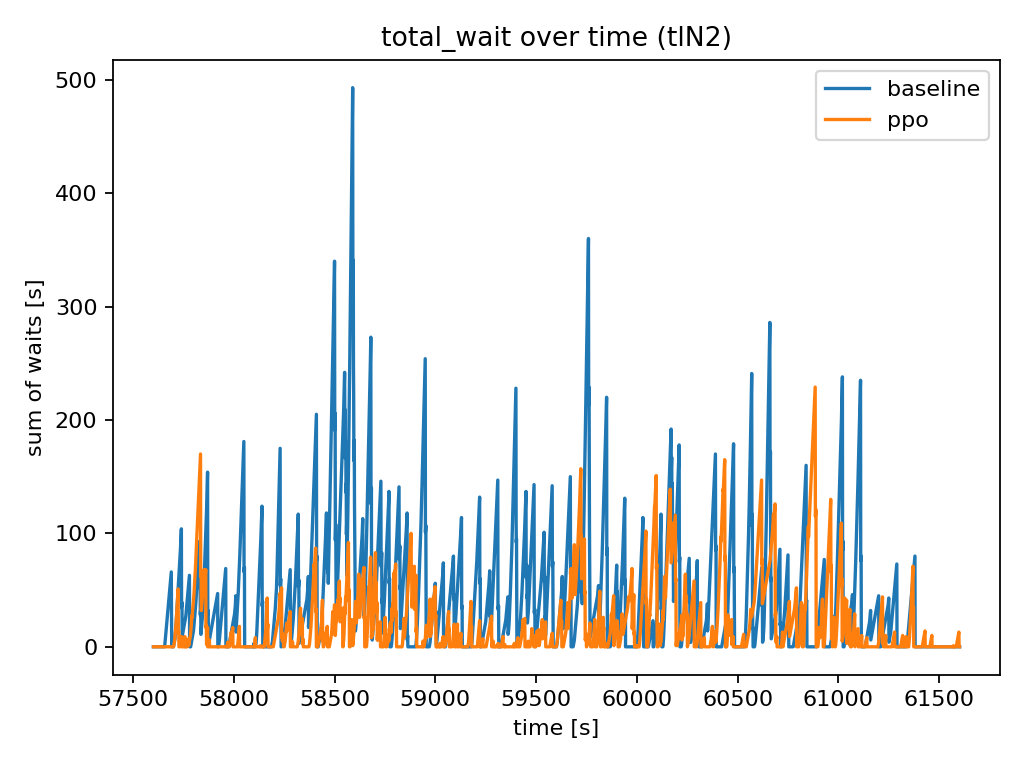 total_wait over time (tlN2)
baseline
ppo
500
400
300
200
100
0
sum of waits [s]
57500 58000 58500 59000 59500 60000 60500 61000 61500
time [s]